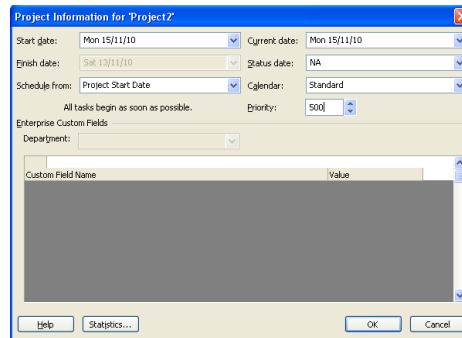 Project Information for 'Project2'
Start date: Mon 15/11/10 Current date: Mon 15/11/10
Finish date: Sat 13/11/10 Status date: NA
Schedule from: Project Start Date Calendar: Standard
All tasks begin as soon as possible. Priority: 500
Enterprise Custom Fields
Department:
Custom Field Name Value
Help Statistics... OK Cancel